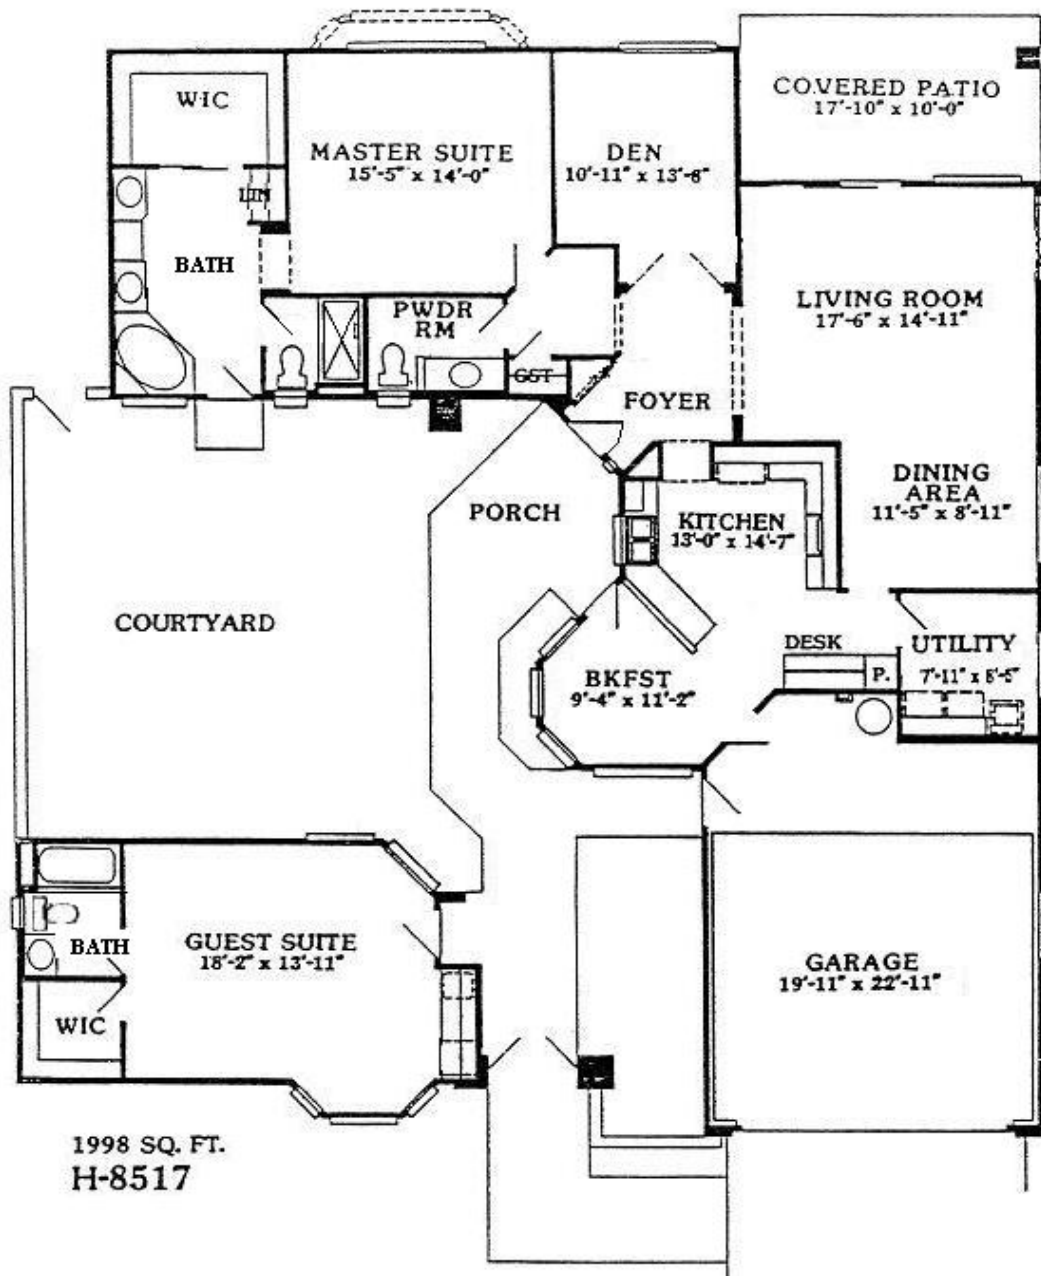 COVERED PATIO
17'-10" x 10'-0"
WIC
MASTER SUITE
15'-5" x 14'-0"
DEN
10'-11" x 13'-6"
LIN
BATH
PWDR
RM
LIVING ROOM
17'-6" x 14'-11"
GST
FOYER
PORCH
KITCHEN
13'-0" x 14'-7"
DINING
AREA
11'-5" x 8'-11"
COURTYARD
BKFST
9'-4" x 11'-2"
DESK
P.
UTILITY
7'-11" x 8'-5"
BATH
GUEST SUITE
18'-2" x 13'-11"
WIC
GARAGE
19'-11" x 22'-11"
1998 SQ. FT.
H-8517